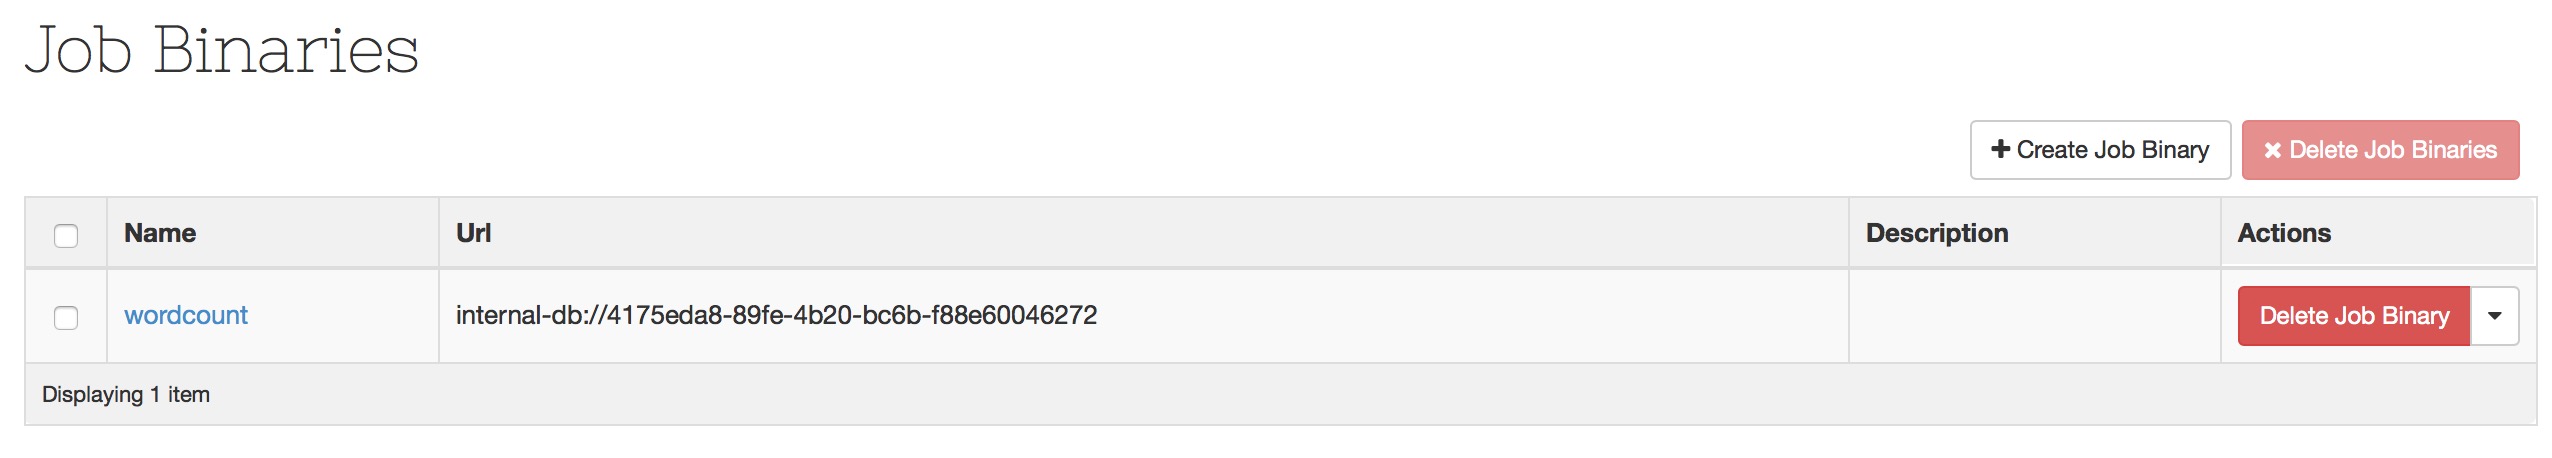 Job Binaries
Create Job Binary Delete Job Binaries
Name Url Description Actions
wordcount internal-db://4175eda8-89fe-4b20-bc6b-f88e60046272 Delete Job Binary
Displaying 1 item